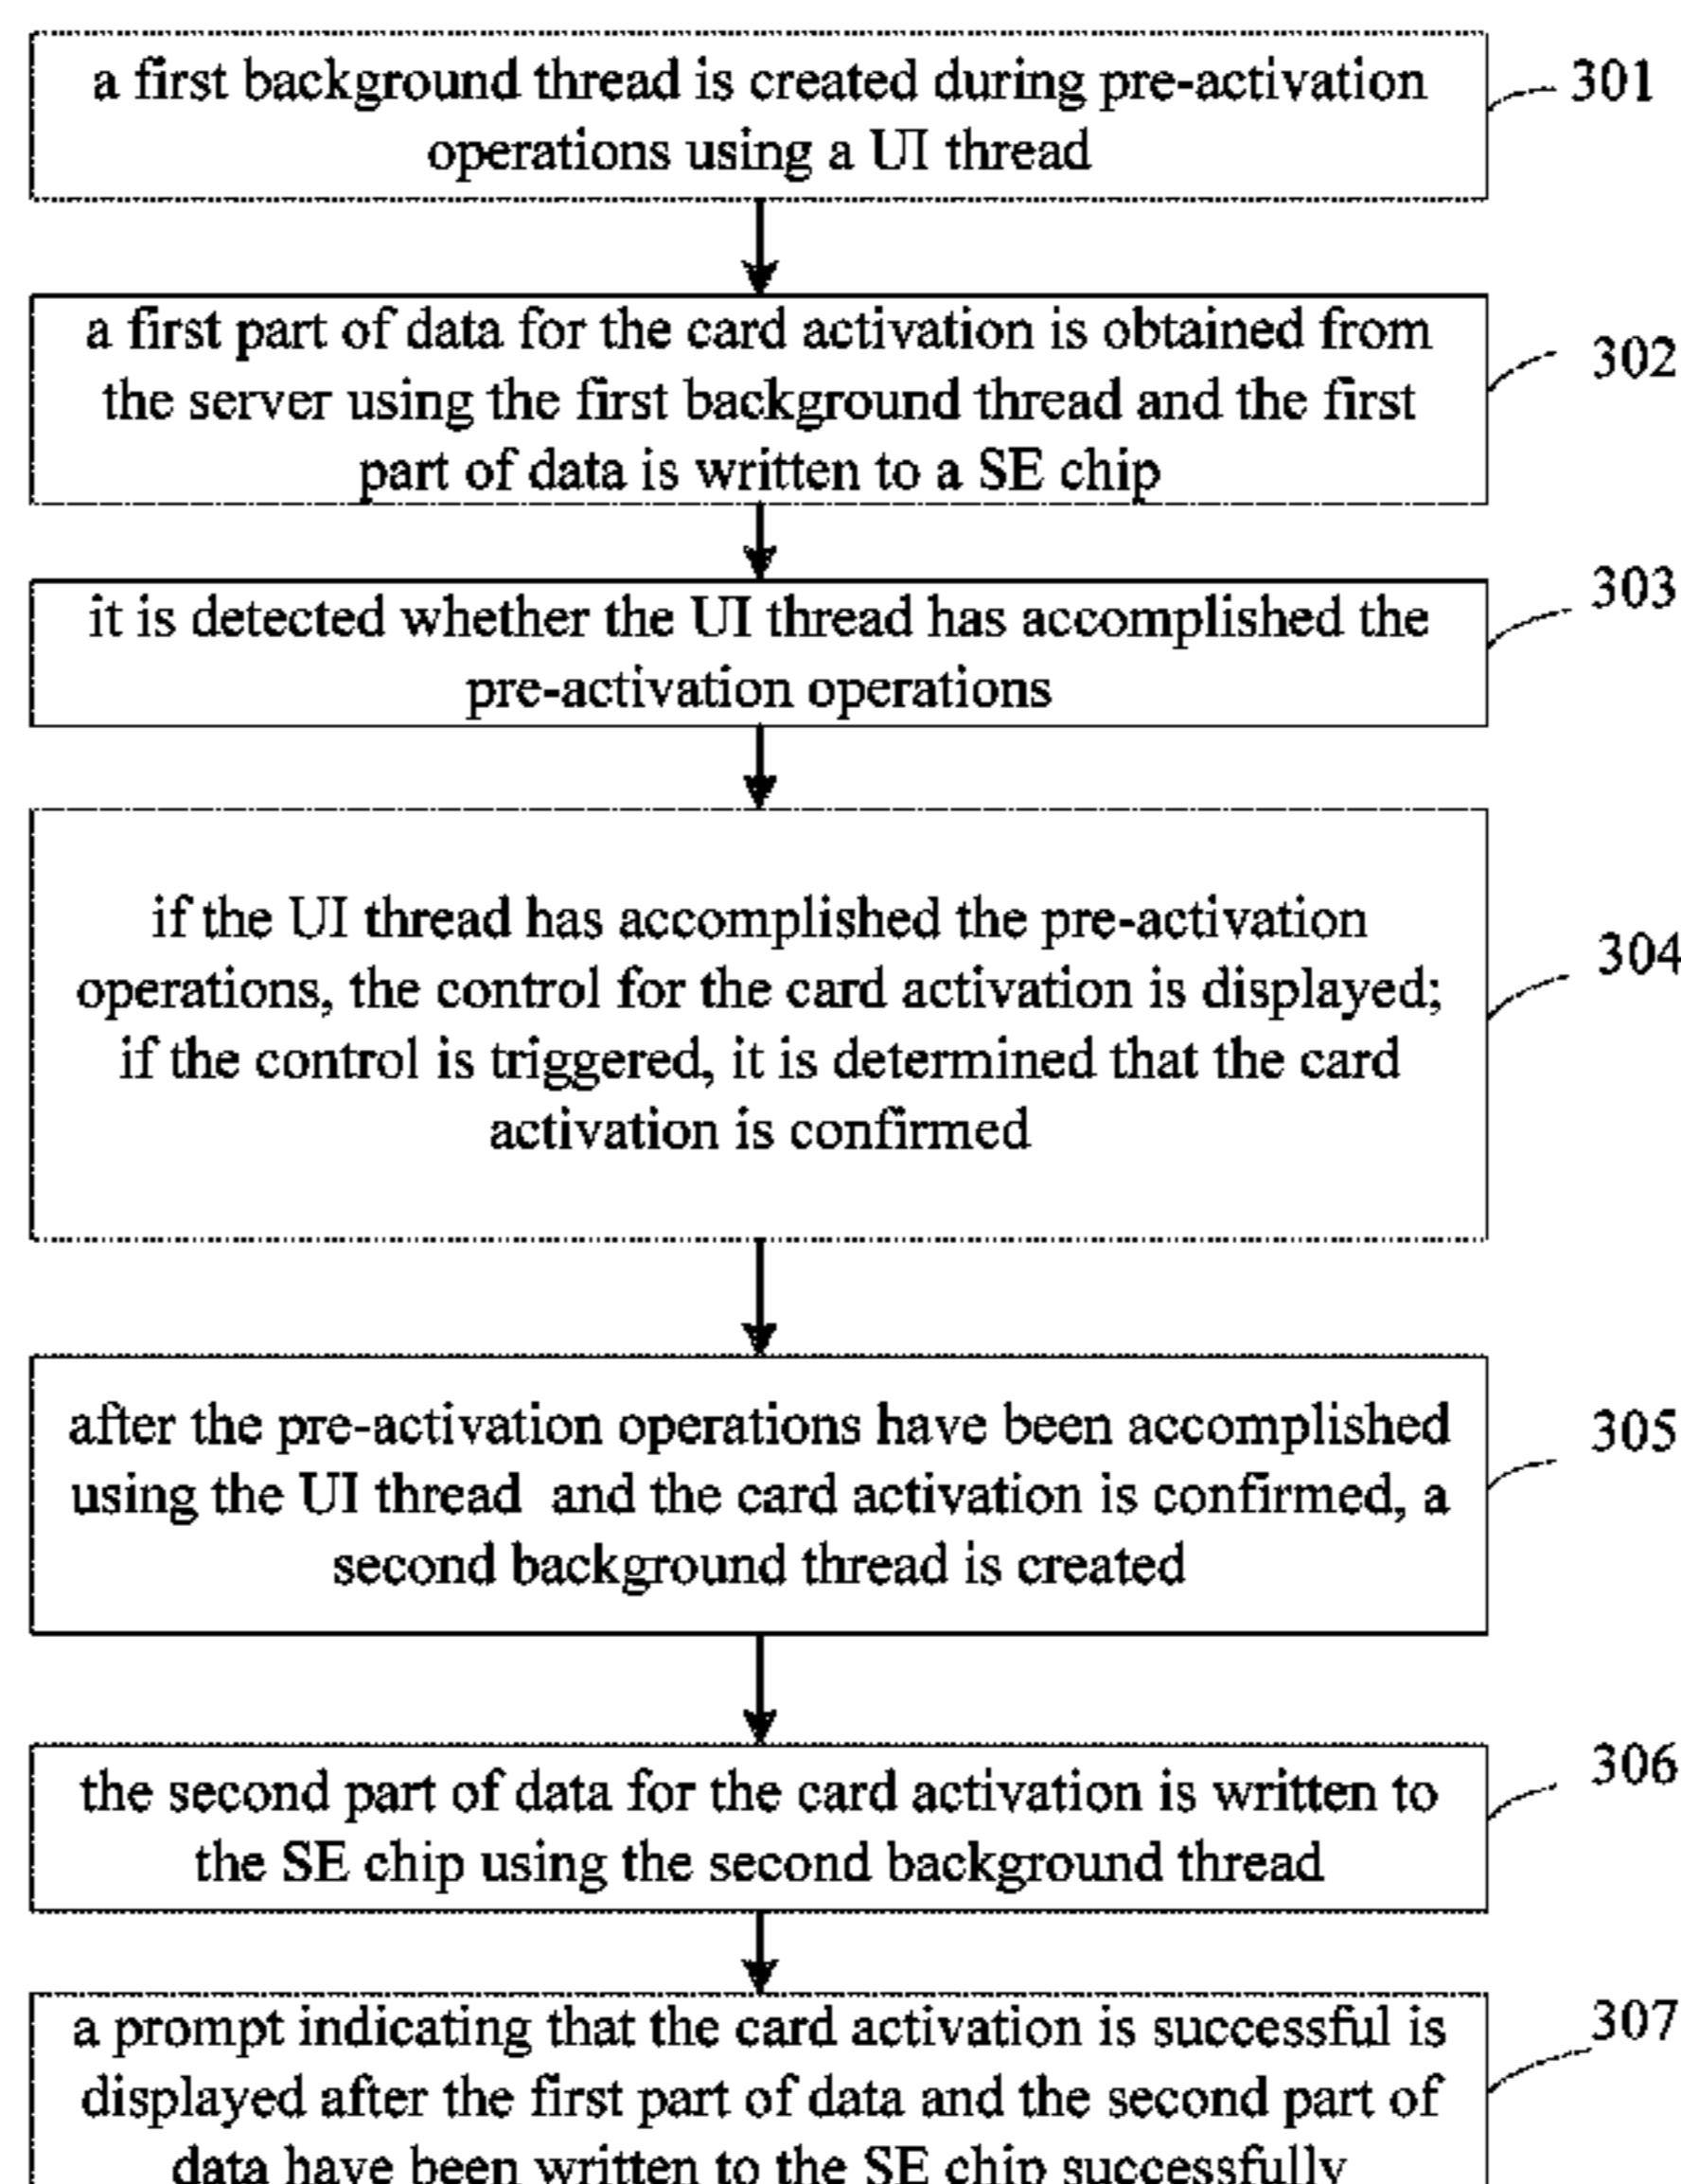 a first background thread is created during pre-activation
operations using a UI thread
301
a first part of data for the card activation is obtained from
the server using the first background thread and the first
part of data is written to a SE chip
302
it is detected whether the UI thread has accomplished the
pre-activation operations
303
if the UI thread has accomplished the pre-activation
operations, the control for the card activation is displayed;
if the control is triggered, it is determined that the card
activation is confirmed
304
after the pre-activation operations have been accomplished
using the UI thread and the card activation is confirmed, a
second background thread is created
305
the second part of data for the card activation is written to
the SE chip using the second background thread
306
a prompt indicating that the card activation is successful is
displayed after the first part of data and the second part of
data have been written to the SE chip successfully
307